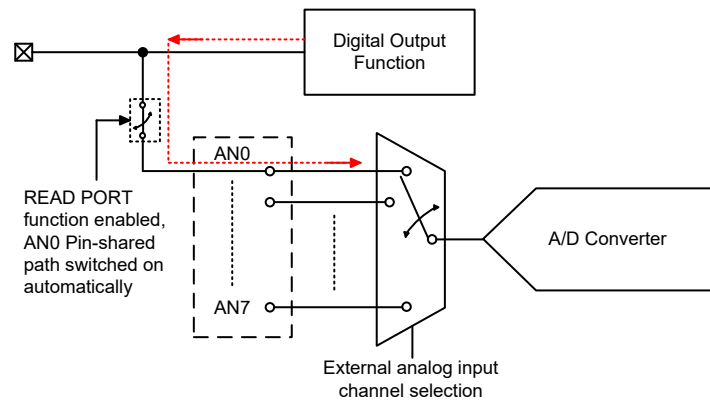 Digital Output
Function
AN0
READ PORT
function enabled,
AN0 Pin-shared
path switched on
automatically
A/D Converter
AN7
External analog input
channel selection